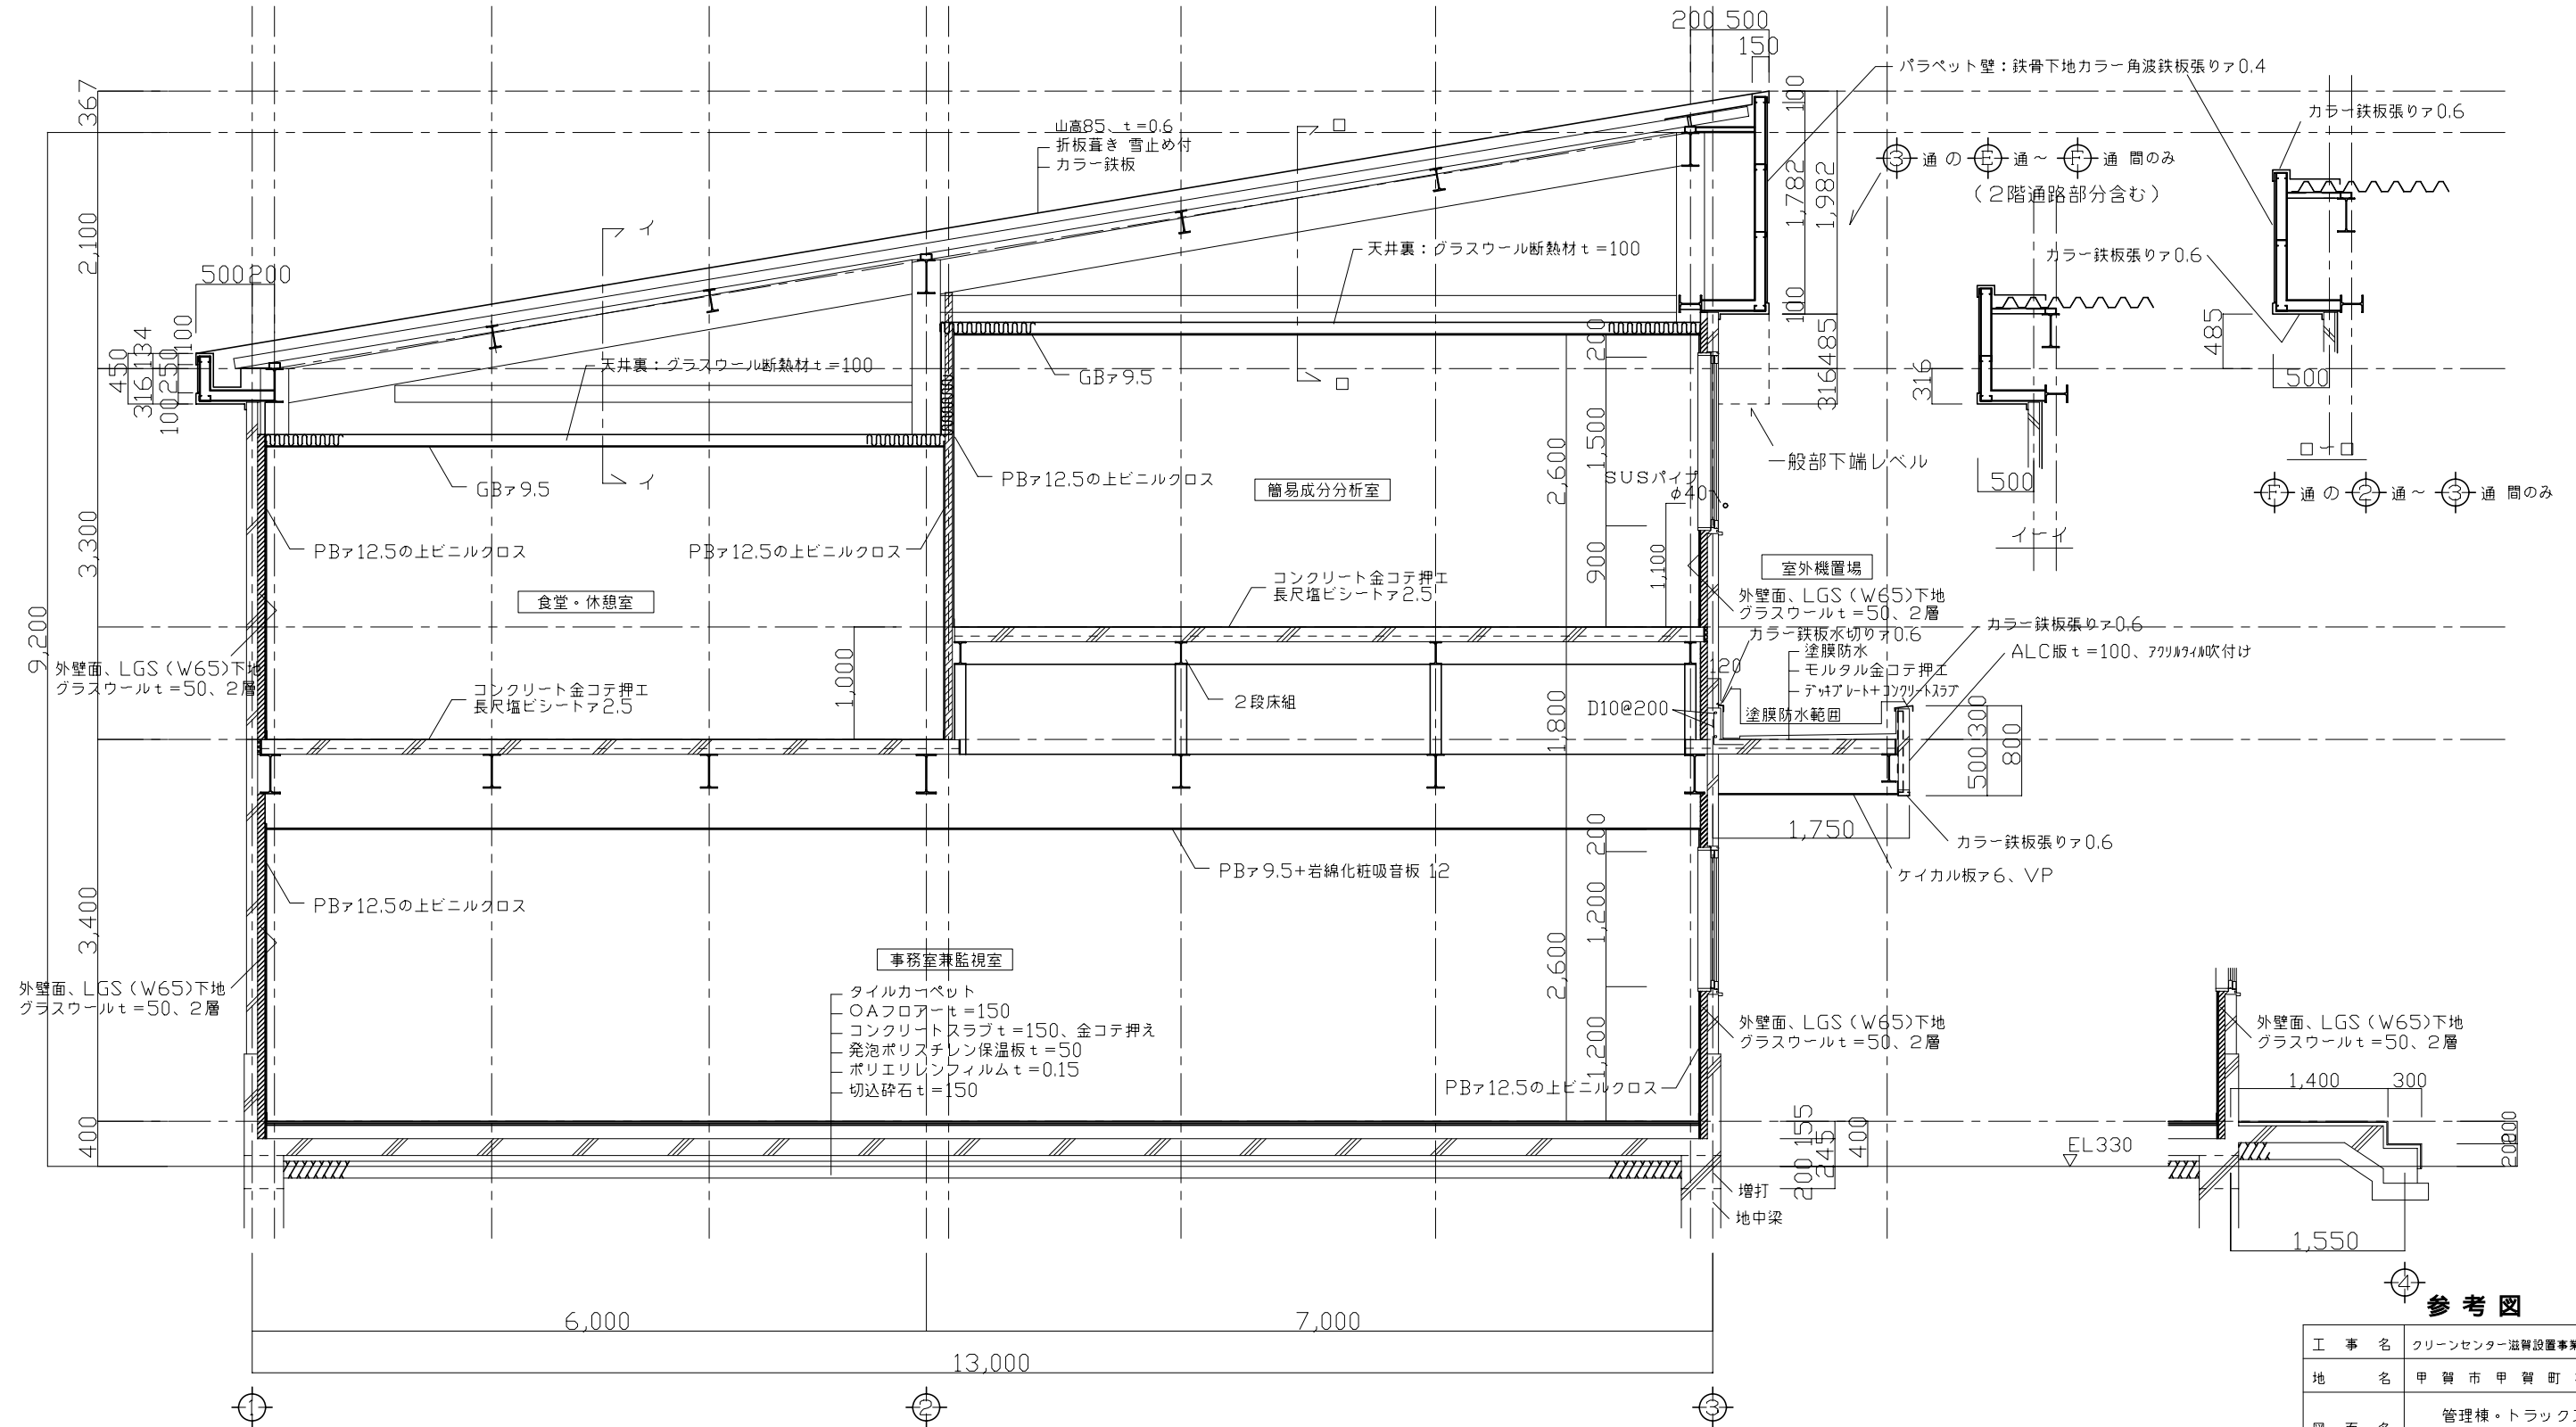 200 500
150
パラペット壁：鉄骨下地カラー角波鉄板張りァ0.4
カラー鉄板張りァ0.6
367
100
山高85、t=0.6
折板葺き 雪止め付
カラー鉄板
ロ
③ 通 の Ⓔ 通～ Ⓕ 通 間のみ
（2階通路部分含む）
1,782
1,982
2,100
イ
天井裏：グラスウール断熱材t=100
カラー鉄板張りァ0.6
500 200
100
450
316 134
100 250 100
200
316 485
485
500
316
天井裏：グラスウール断熱材t=100
GBァ9.5
ロ
1,500
2,600
ロ－ロ
一般部下端レベル
PBァ12.5の上ビニルクロス
簡易成分分析室
SUSパイプ
φ40
500
GBァ9.5
イ
Ⓕ 通 の ② 通～ ③ 通 間のみ
3,300
イ－イ
PBァ12.5の上ビニルクロス
PBァ12.5の上ビニルクロス
900
1,100
室外機置場
コンクリート金コテ押エ
長尺塩ビシートァ2.5
食堂・休憩室
外壁面、LGS（W65)下地
グラスウールt=50、2層
カラー鉄板水切りァ0.6
カラー鉄板張りァ0.6
9,200
塗膜防水
ALC版t=100、アクリルタイル吹付け
外壁面、LGS（W65)下地
グラスウールt=50、2層
120
モルタル金コテ押エ
デッキプレート+コンクリートスラブ
1,000
コンクリート金コテ押エ
長尺塩ビシートァ2.5
2段床組
D10@200
塗膜防水範囲
1,800
500 300
800
1,750
カラー鉄板張りァ0.6
200
PBァ9.5+岩綿化粧吸音板 12
ケイカル板ァ6、VP
PBァ12.5の上ビニルクロス
3,400
1,200
2,600
事務室兼監視室
外壁面、LGS（W65)下地
グラスウールt=50、2層
タイルカーペット
OAフロアーt=150
コンクリートスラブt=150、金コテ押え
発泡ポリスチレン保温板t=50
ポリエリレンフィルムt=0.15
切込砕石t=150
外壁面、LGS（W65)下地
グラスウールt=50、2層
外壁面、LGS（W65)下地
グラスウールt=50、2層
1,200
PBァ12.5の上ビニルクロス
1,400
300
400
155
245
200
400
EL330
増打
地中梁
1,550
④
参考図
6,000
7,000
13,000
工 事 名
クリーンセンター滋賀設置事業
地 名
甲 賀 市 甲 賀 町
管理棟・トラックス
① ② ③